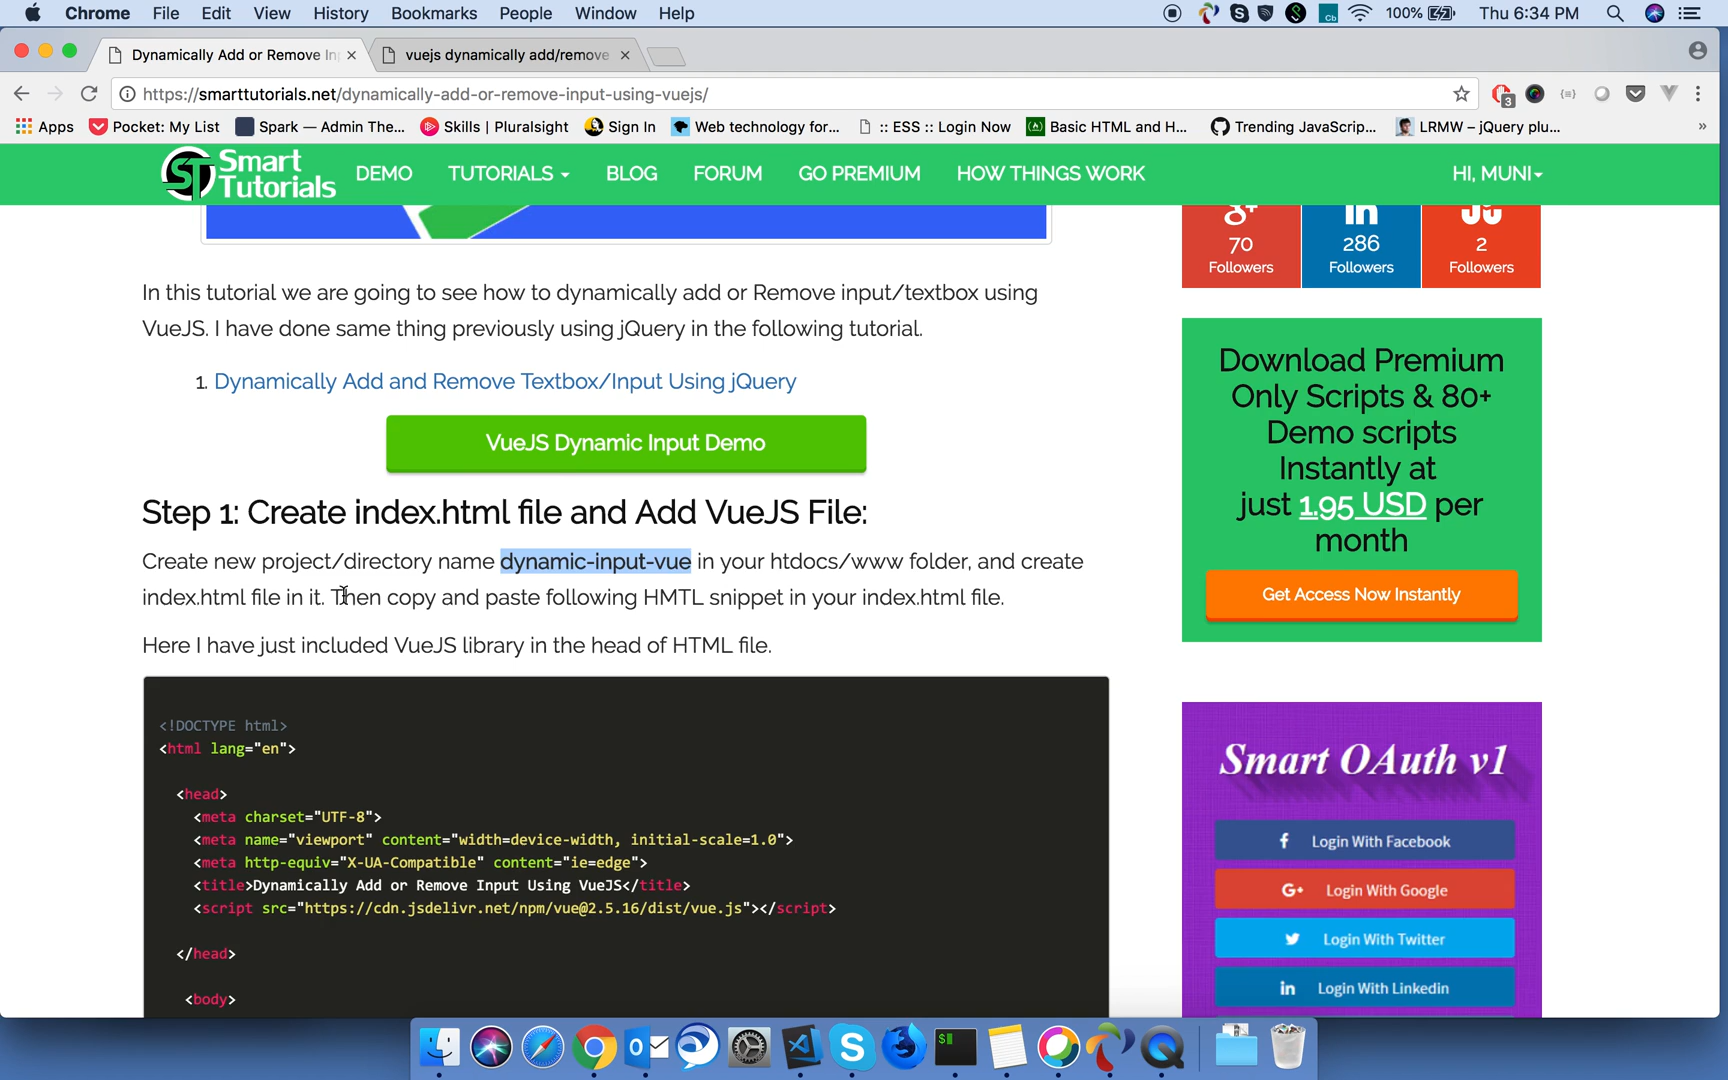 Chrome File Edit View History Bookmarks People Window Help
Cb 100% Thu 6:34 PM
Dynamically Add or Remove In
vuejs dynamically add/remove
https://smarttutorials.net/dynamically-add-or-remove-input-using-vuejs/
3
Apps Pocket: My List Spark — Admin The... Skills | Pluralsight Sign In Web technology for... :: ESS :: Login Now Basic HTML and H... Trending JavaScrip... LRMW – jQuery plu... »
Smart
Tutorials
ST
DEMO TUTORIALS BLOG FORUM GO PREMIUM HOW THINGS WORK HI, MUNI
In this tutorial we are going to see how to dynamically add or Remove input/textbox using
VueJS. I have done same thing previously using jQuery in the following tutorial.
1. Dynamically Add and Remove Textbox/Input Using jQuery
VueJS Dynamic Input Demo
Step 1: Create index.html file and Add VueJS File:
Create new project/directory name dynamic-input-vue in your htdocs/www folder, and create
index.html file in it. Then copy and paste following HMTL snippet in your index.html file.
Here I have just included VueJS library in the head of HTML file.
<!DOCTYPE html>
<html lang="en">
<head>
<meta charset="UTF-8">
<meta name="viewport" content="width=device-width, initial-scale=1.0">
<meta http-equiv="X-UA-Compatible" content="ie=edge">
<title>Dynamically Add or Remove Input Using VueJS</title>
<script src="https://cdn.jsdelivr.net/npm/vue@2.5.16/dist/vue.js"></script>
</head>
<body>
70
Followers
286
Followers
2
Followers
Download Premium
Only Scripts & 80+
Demo scripts
Instantly at
just 1.95 USD per
month
Get Access Now Instantly
Smart OAuth v1
Login With Facebook
Login With Google
Login With Twitter
Login With Linkedin